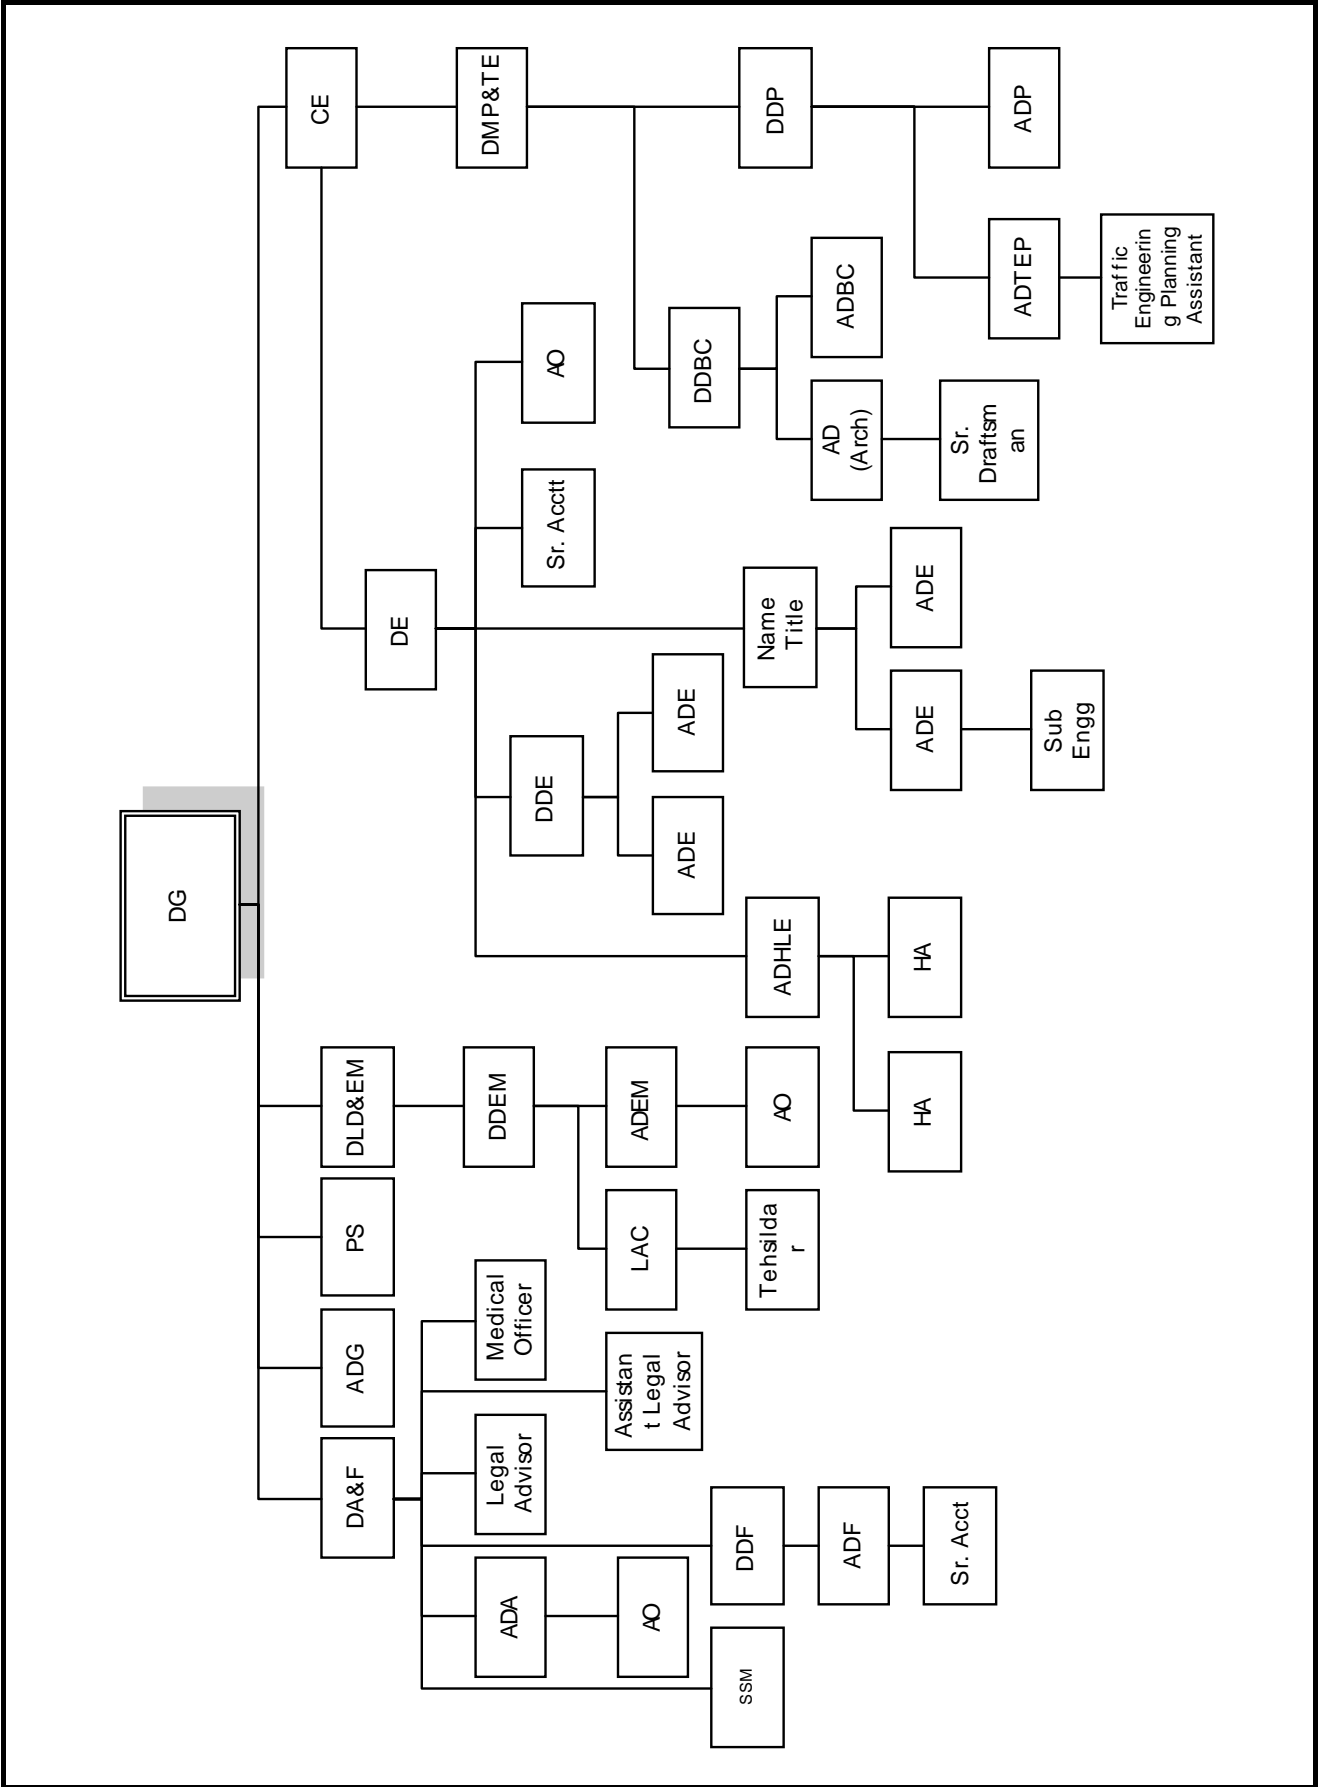 DG
DA&F
ADG
PS
DLD&EM
CE
SSM
ADA
AO
DDF
ADF
Sr. Acct
Legal
Advisor
Assistan
t Legal
Advisor
Medical
Officer
DDEM
LAC
Tehsilda
r
ADEM
AO
DE
ADHLE
HA
HA
DDE
ADE
ADE
Name
Title
ADE
Sub
Engg
ADE
Sr. Acctt
AO
DMP&TE
DDBC
AD
(Arch)
Sr.
Draftsm
an
ADBC
DDP
ADTEP
Traffic
Engineerin
g Planning
Assistant
ADP